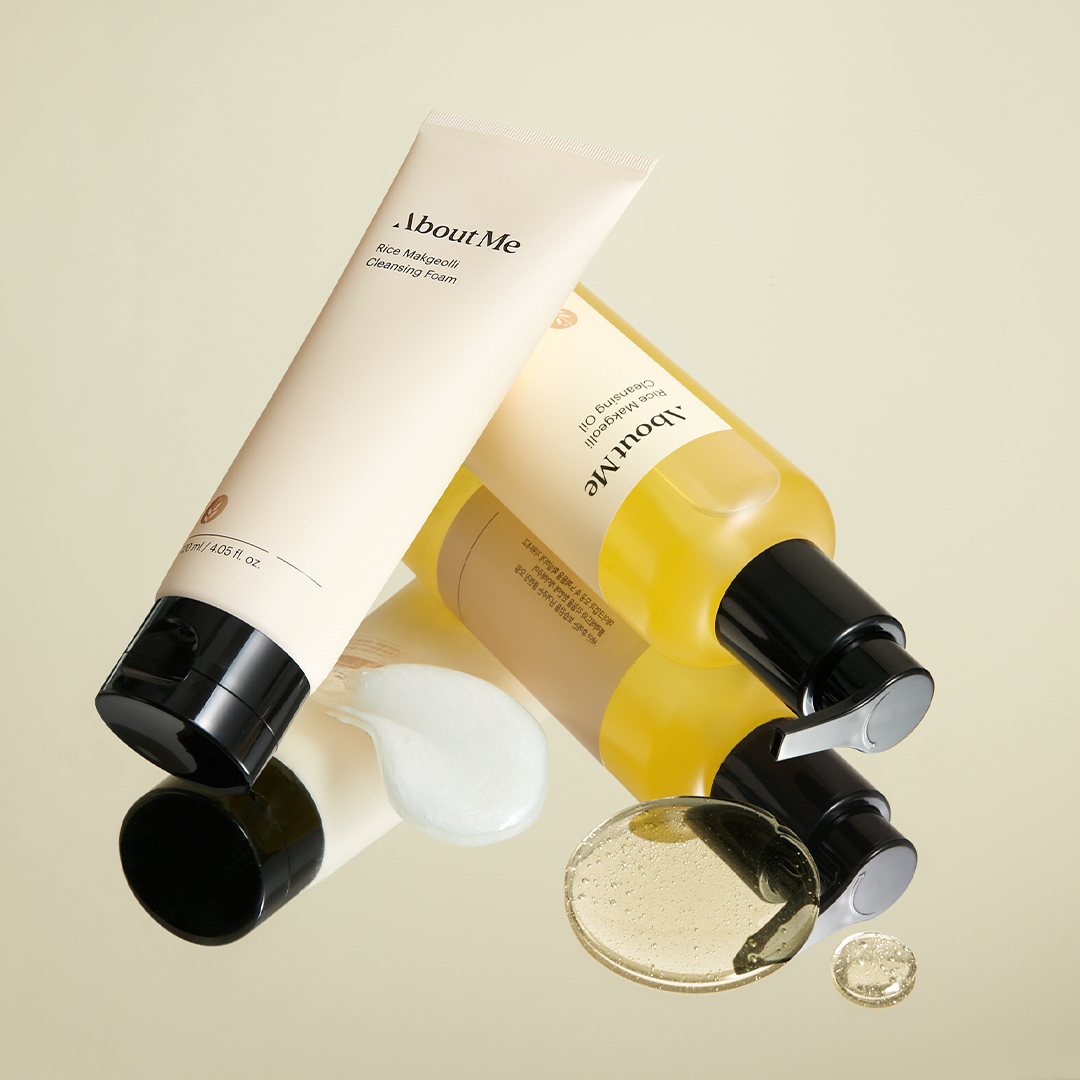 About Me
Rice Makgeolli
Cleansing Foam
ml / 4.05 fl. oz.
About Me
Rice Makgeolli
Cleansing Oil